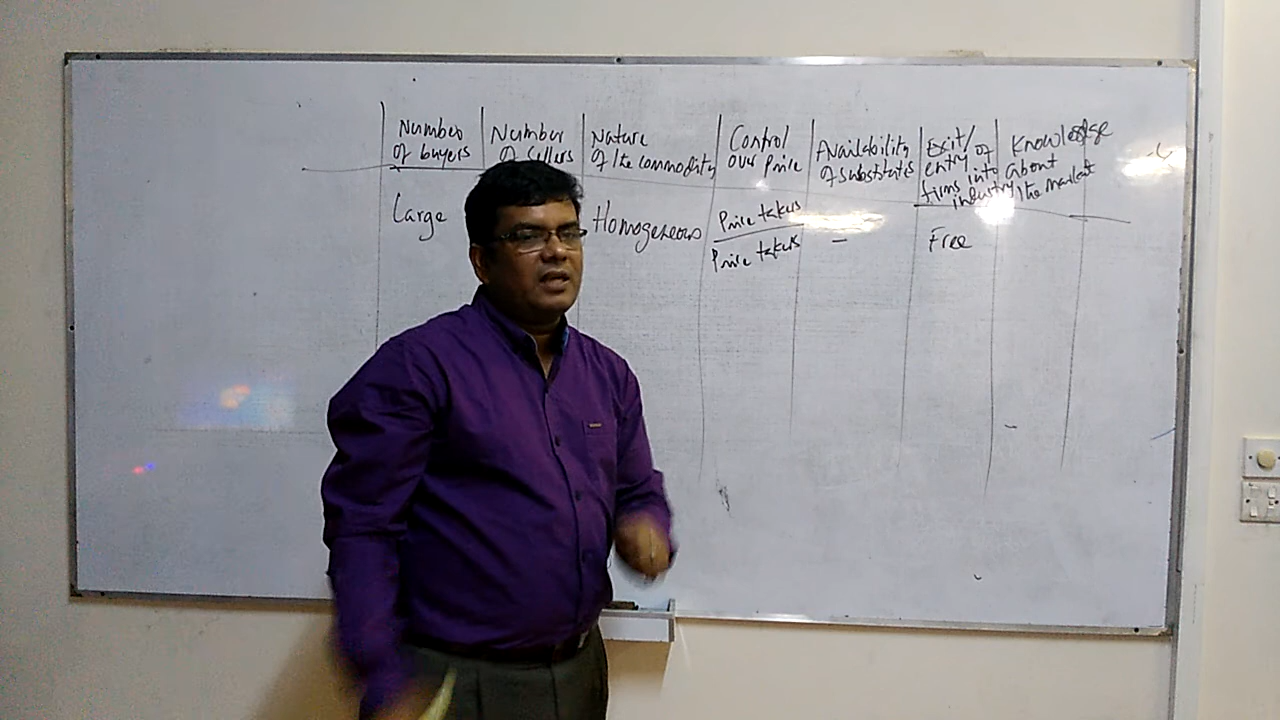 Number
of buyers
Number
of Sellers
Nature
of the commodity
Control
over Price
Availability
of substitutes
Exit/
entry of
firms into
industry
Knowledge
about
the market
Large
Homogeneous
Price takers
Price takers
-
Free